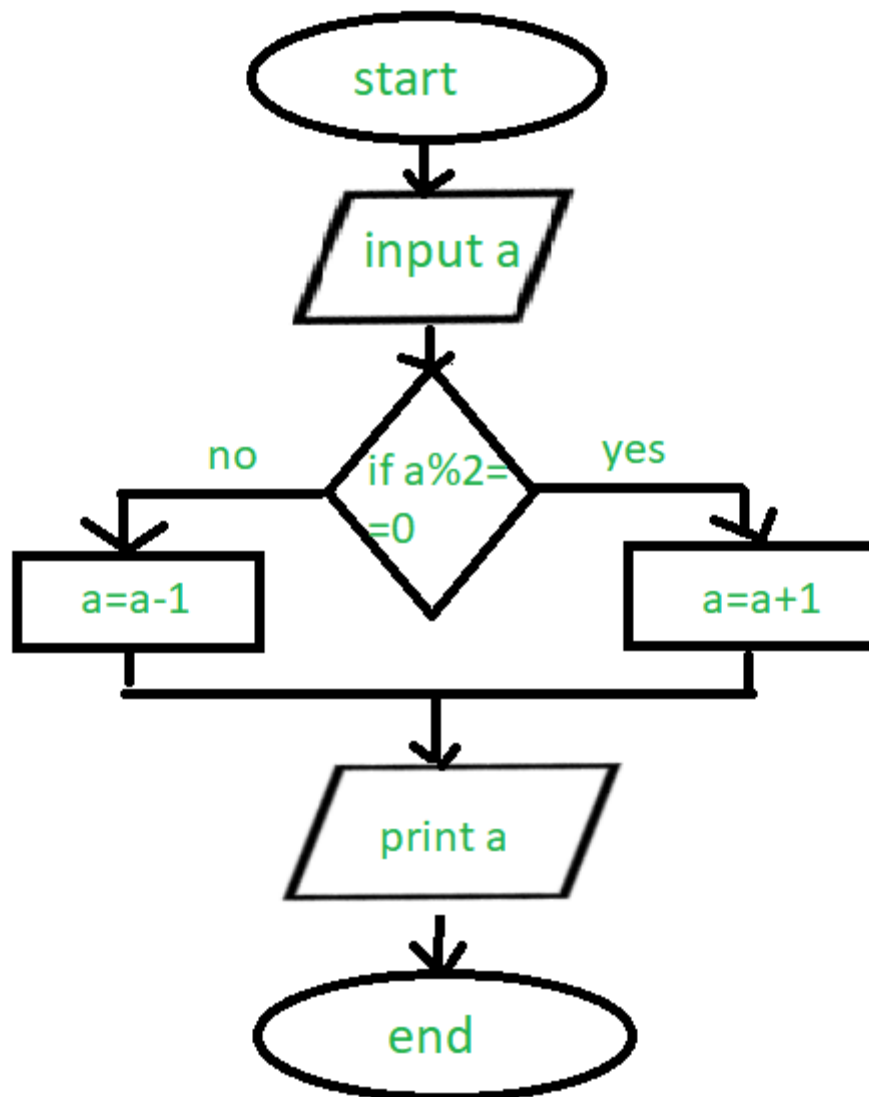 start
input a
no
if a%2=
=0
yes
a=a-1
a=a+1
print a
end